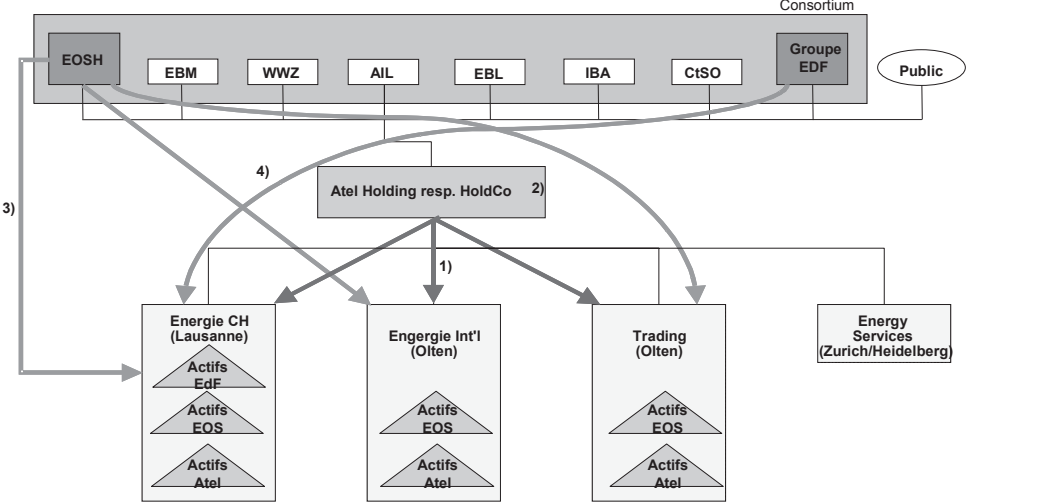 Consortium
EOSH
EBM
WWZ
AIL
EBL
IBA
CtSO
Groupe
EDF
Public
4)
3)
Atel Holding resp. HoldCo
2)
1)
Energie CH
(Lausanne)
Actifs
EdF
Actifs
EOS
Actifs
Atel
Engergie Int'l
(Olten)
Actifs
EOS
Actifs
Atel
Trading
(Olten)
Actifs
EOS
Actifs
Atel
Energy
Services
(Zurich/Heidelberg)